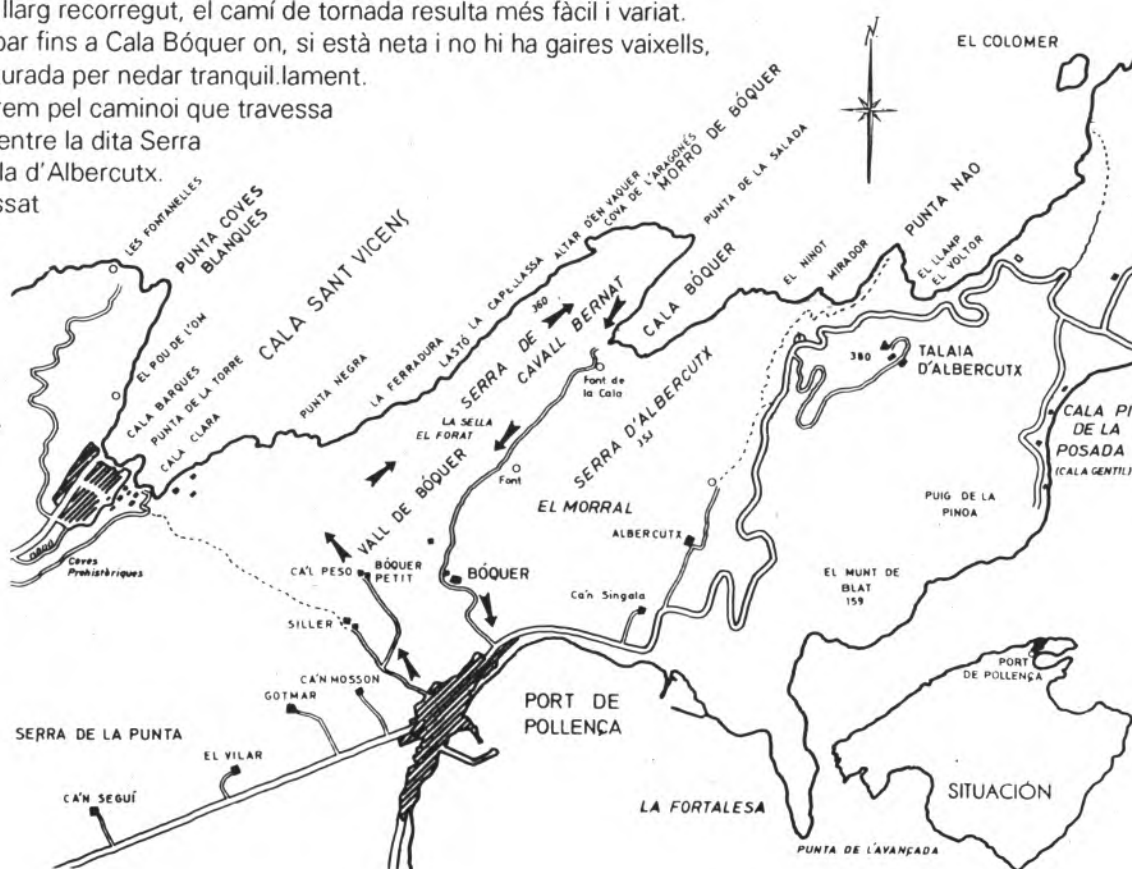 llarg recorregut, el camí de tornada resulta més fàcil i variat.
bar fins a Cala Bóquer on, si està neta i no hi ha gaires vaixells,
urada per nedar tranquil.lament.
rem pel caminoi que travessa
entre la dita Serra
la d'Albercutx.
ssat
N
EL COLOMER
LES FONTANELLES
PUNTA COVES
BLANQUES
EL POU DE L'OM
CALA BARQUES
PUNTA DE LA TORRE
CALA CLARA
CALA SANT VICENÇ
PUNTA NEGRA
LA FERRADURA
LASTÓ
LA CAPELLASSA
ALTAR D'EN VAQUER
COVA DE L'ARAGONÉS
MORRO DE BÓQUER
PUNTA DE LA SALADA
CALA BÓQUER
EL NINOT
MIRADOR
PUNTA NAO
EL LLAMP
EL VOLTOR
360
SERRA DE
CAVALL BERNAT
LA SELLA
EL FORAT
Font de
la Cala
SERRA D'ALBERCUTX
380
TALAIA
D'ALBERCUTX
CALA PI
DE LA
POSADA
(CALA GENTIL)
VALL DE BÓQUER
Font
EL MORRAL
PUIG DE LA
PINOA
ALBERCUTX
Coves
Prehistòriques
CA'L PESO
BÓQUER
PETIT
BÓQUER
Ca'n Singala
EL MUNT DE
BLAT
159
SILLER
CA'N MOSSON
GOTMAR
PORT DE
POLLENÇA
PORT
DE POLLENÇA
SERRA DE LA PUNTA
EL VILAR
CA'N SEGUÍ
LA FORTALESA
SITUACIÓN
PUNTA DE L'AVANÇADA